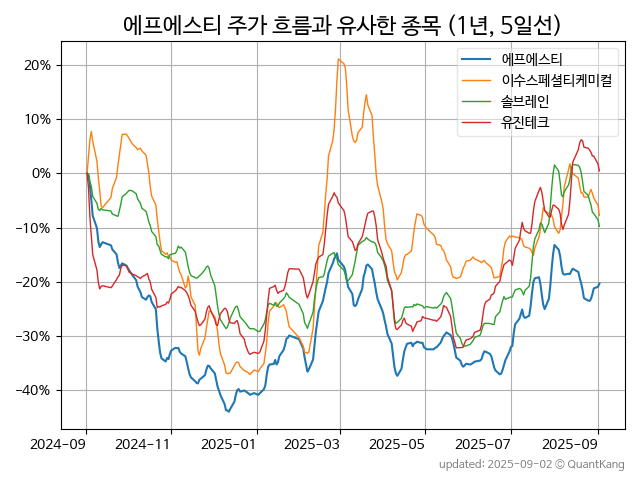 에프에스티 주가 흐름과 유사한 종목 (1년, 5일선)
에프에스티
이수스페셜티케미컬
솔브레인
유진테크
20%
10%
0%
−10%
−20%
−30%
−40%
2024-09 2024-11 2025-01 2025-03 2025-05 2025-07 2025-09
updated: 2025-09-02 © QuantKang